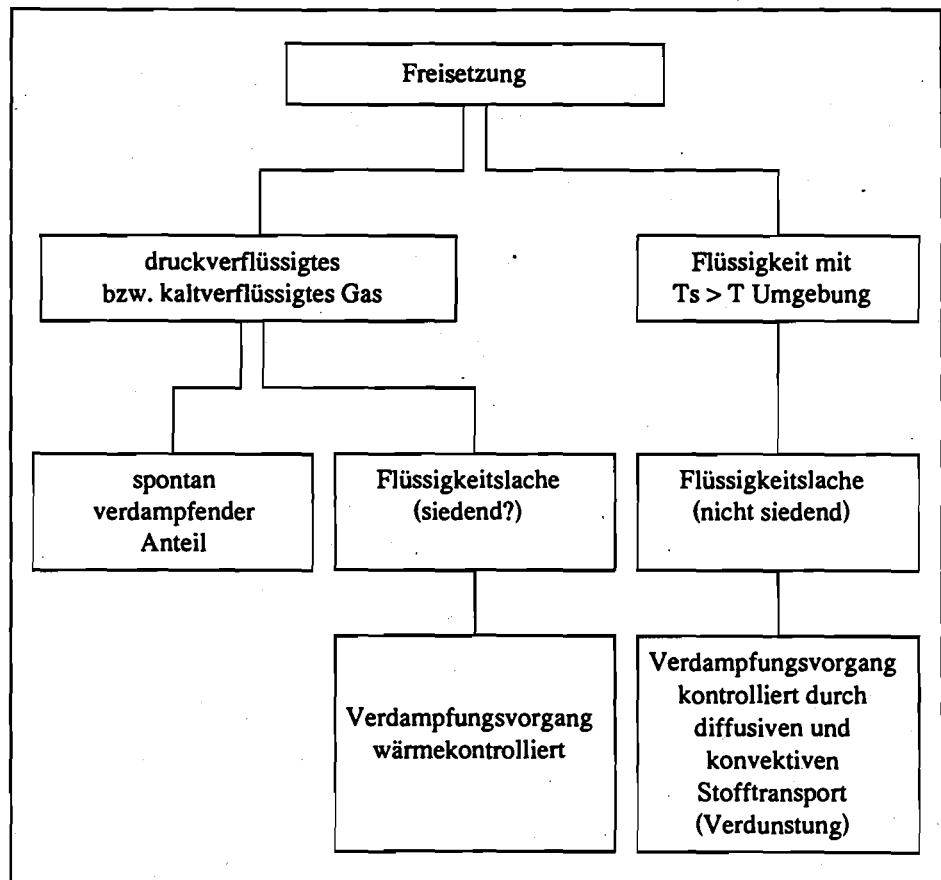 Freisetzung
druckverflüssigtes
bzw. kaltverflüssigtes Gas
Flüssigkeit mit
Ts > T Umgebung
spontan
verdampfender
Anteil
Flüssigkeitslache
(siedend?)
Flüssigkeitslache
(nicht siedend)
Verdampfungsvorgang
wärmekontrolliert
Verdampfungsvorgang
kontrolliert durch
diffusiven und
konvektiven
Stofftransport
(Verdunstung)